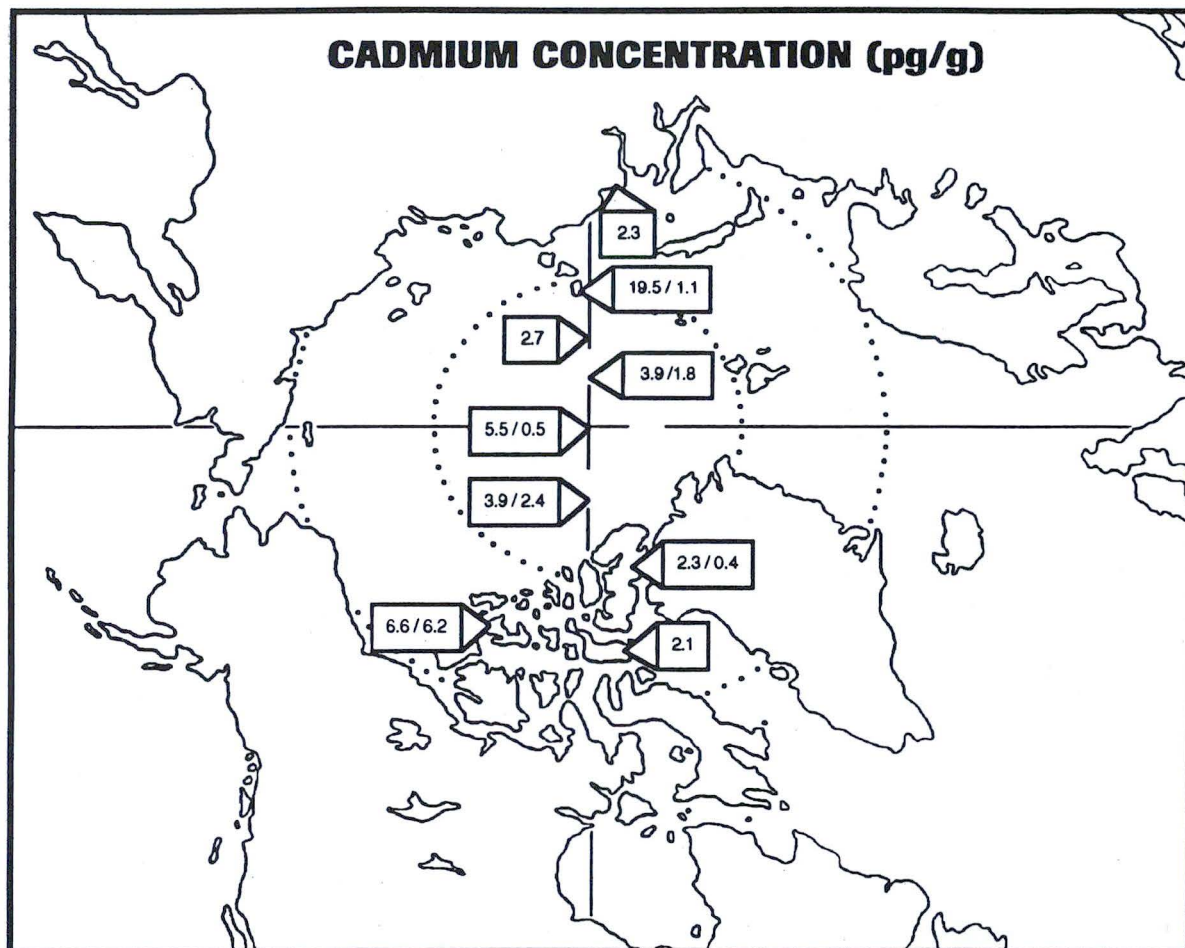 CADMIUM CONCENTRATION (pg/g)
2.3
19.5 / 1.1
2.7
3.9 /1.8
5.5 / 0.5
3.9 / 2.4
2.3 / 0.4
6.6 / 6.2
2.1